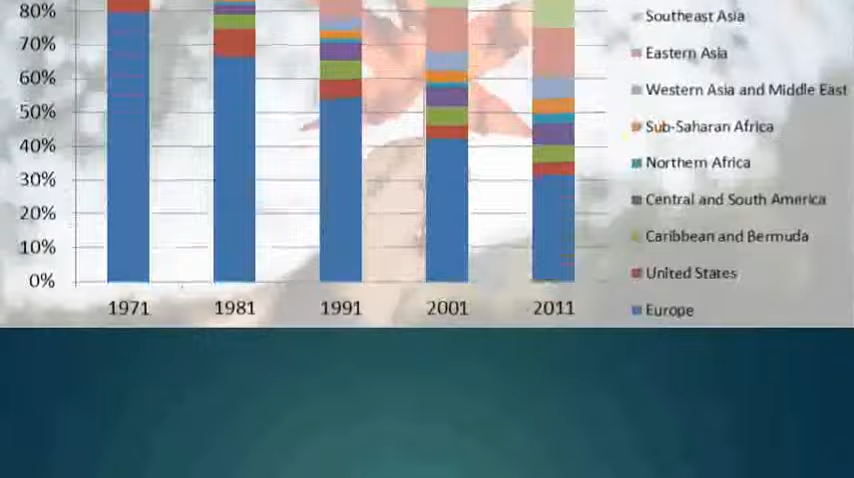 80%
Southeast Asia
70%
Eastern Asia
60%
Western Asia and Middle East
50%
Sub-Saharan Africa
40%
Northern Africa
30%
Central and South America
20%
Caribbean and Bermuda
10%
United States
0%
Europe
1971 1981 1991 2001 2011